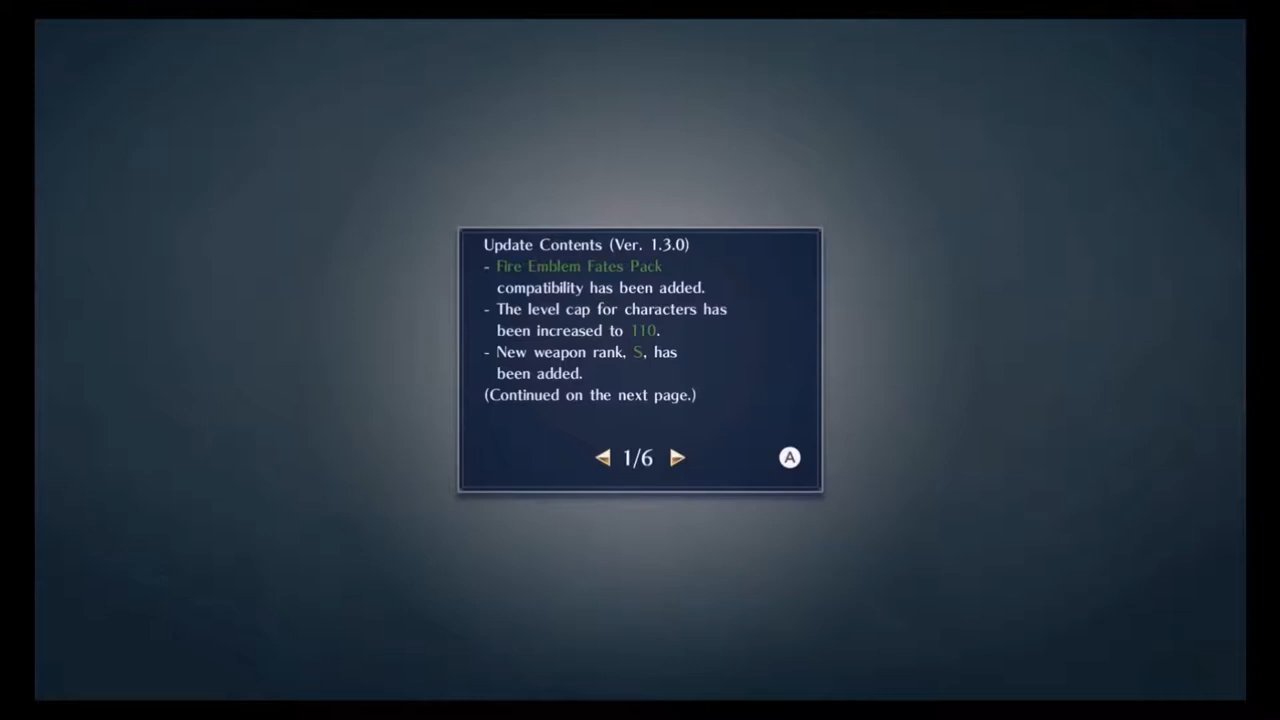 Update Contents (Ver. 1.3.0)
- Fire Emblem Fates Pack
compatibility has been added.
- The level cap for characters has
been increased to 110.
- New weapon rank, S, has
been added.
(Continued on the next page.)
1/6
A